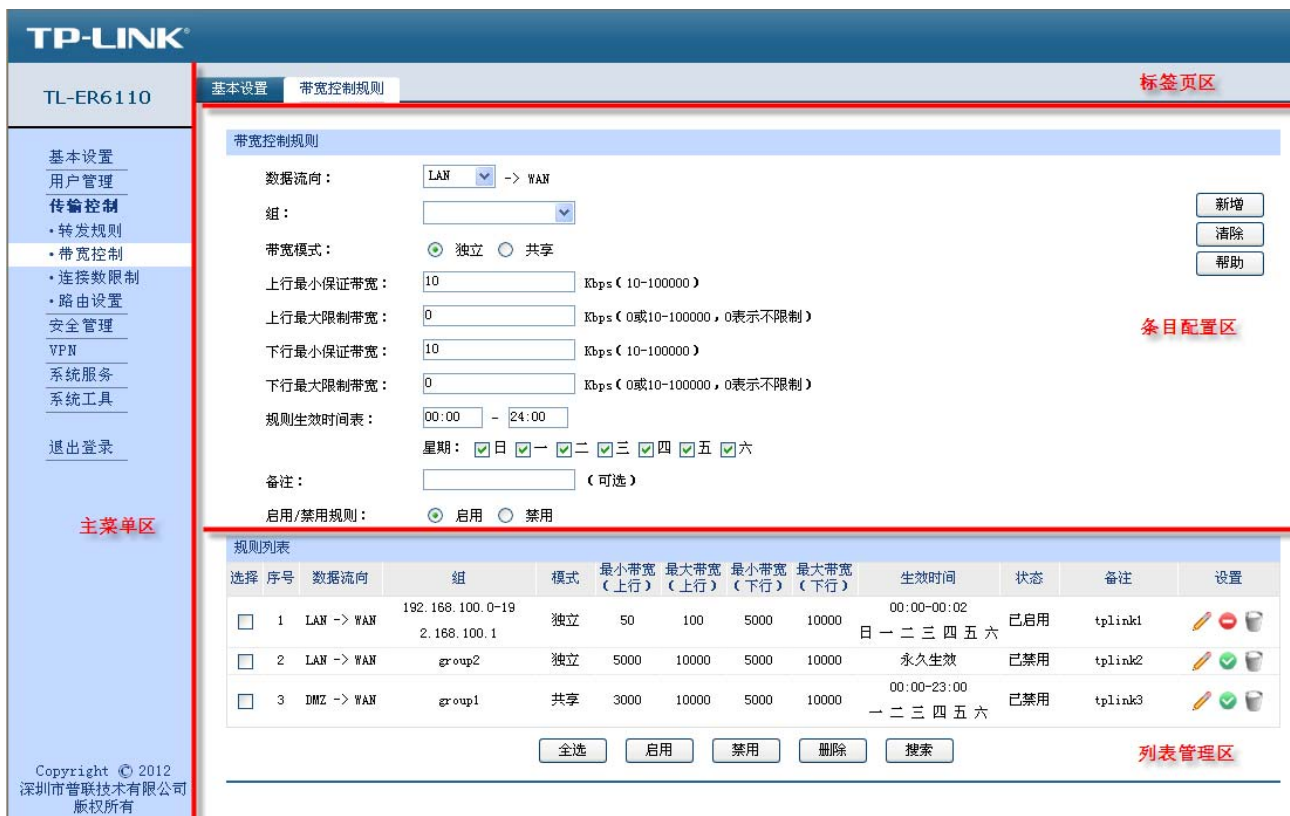 TP-LINK®
TL-ER6110
基本设置 带宽控制规则
标签页区
基本设置
用户管理
传输控制
·转发规则
·带宽控制
·连接数限制
·路由设置
安全管理
VPN
系统服务
系统工具
退出登录
主菜单区
Copyright © 2012
深圳市普联技术有限公司
版权所有
带宽控制规则
数据流向: LAN -> WAN
组:
带宽模式: 独立 共享
上行最小保证带宽: 10 Kbps(10-100000)
上行最大限制带宽: 0 Kbps(0或10-100000,0表示不限制)
下行最小保证带宽: 10 Kbps(10-100000)
下行最大限制带宽: 0 Kbps(0或10-100000,0表示不限制)
规则生效时间表: 00:00 - 24:00
星期: 日 一 二 三 四 五 六
备注: (可选)
启用/禁用规则: 启用 禁用
新增
清除
帮助
条目配置区
规则列表
选择 序号 数据流向 组 模式 最小带宽(上行) 最大带宽(上行) 最小带宽(下行) 最大带宽(下行) 生效时间 状态 备注 设置
1 LAN -> WAN 192.168.100.0-192.168.100.1 独立 50 100 5000 10000 00:00-00:02 日 一 二 三 四 五 六 已启用 tplink1
2 LAN -> WAN group2 独立 5000 10000 5000 10000 永久生效 已禁用 tplink2
3 DMZ -> WAN group1 共享 3000 10000 5000 10000 00:00-23:00 一 二 三 四 五 六 已禁用 tplink3
全选 启用 禁用 删除 搜索
列表管理区